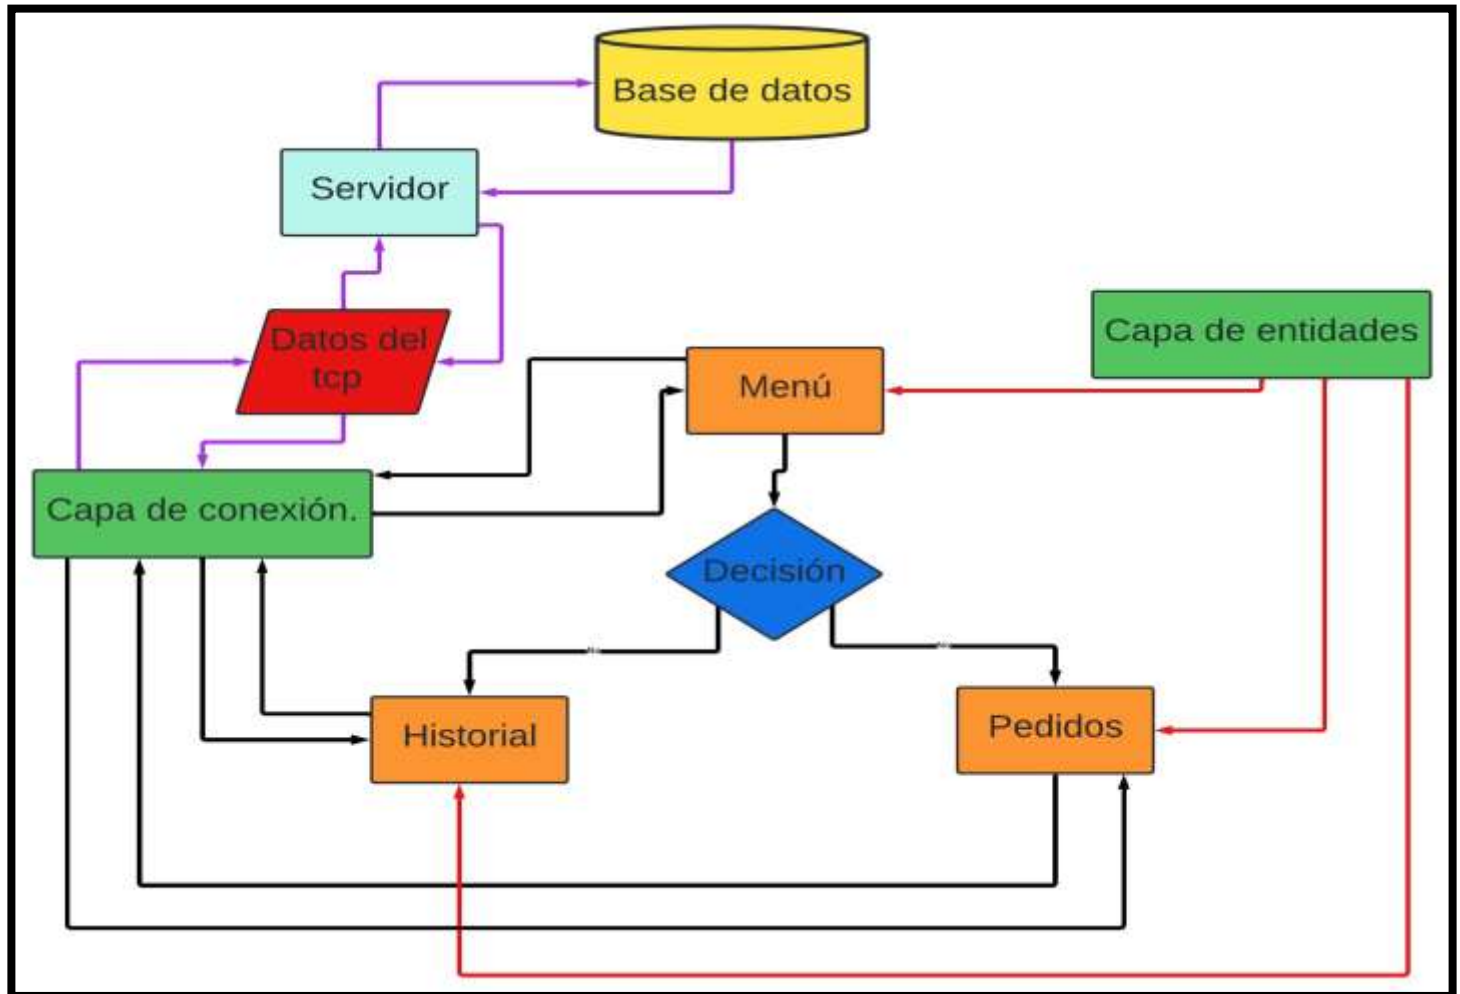 Base de datos
Servidor
Datos del
tcp
Capa de entidades
Menú
Capa de conexión.
Decisión
Historial
Pedidos